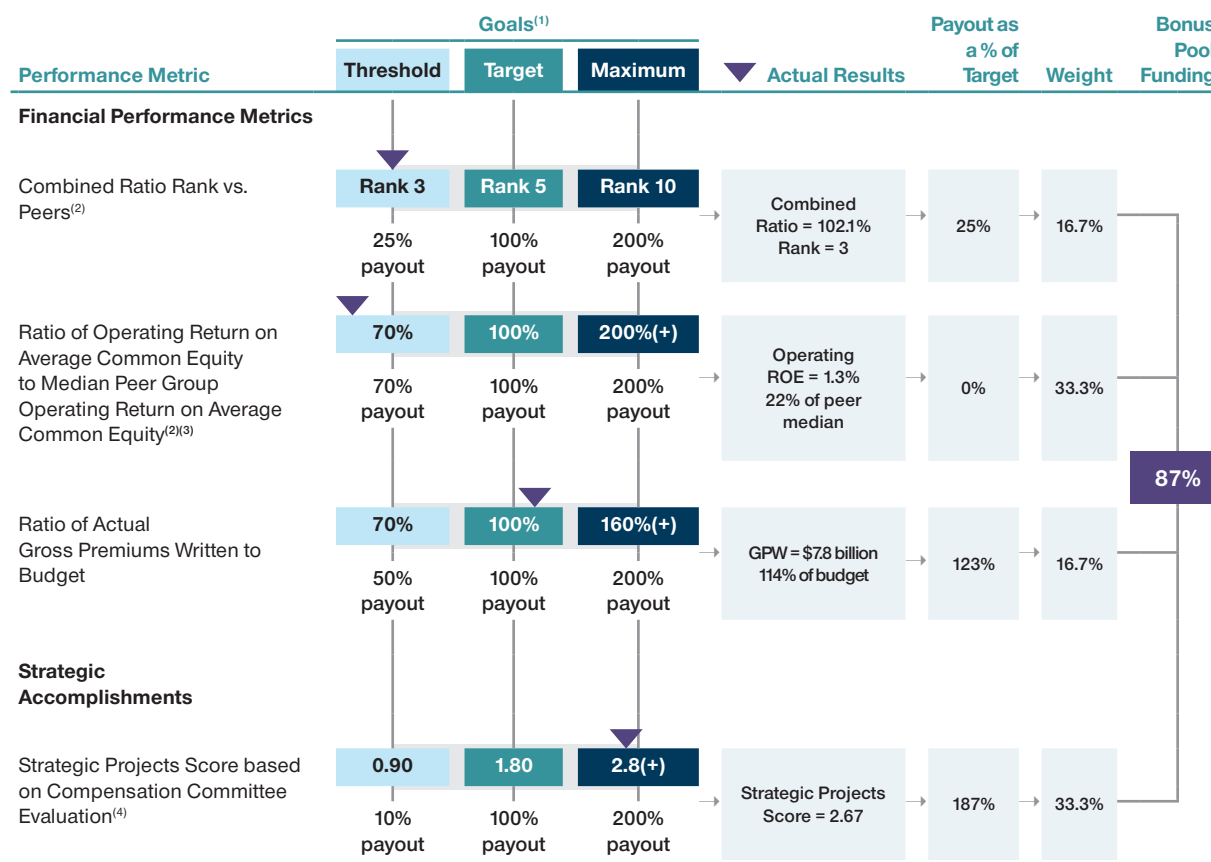 Goals(1)
Payout as
a % of
Target
Bonus
Pool
Funding
Performance Metric
Threshold
Target
Maximum
Actual Results
Weight
Financial Performance Metrics
Combined Ratio Rank vs.
Peers(2)
Rank 3
Rank 5
Rank 10
25%
payout
100%
payout
200%
payout
Combined
Ratio = 102.1%
Rank = 3
25%
16.7%
Ratio of Operating Return on
Average Common Equity
to Median Peer Group
Operating Return on Average
Common Equity(2)(3)
70%
100%
200%(+)
70%
payout
100%
payout
200%
payout
Operating
ROE = 1.3%
22% of peer
median
0%
33.3%
87%
Ratio of Actual
Gross Premiums Written to
Budget
70%
100%
160%(+)
50%
payout
100%
payout
200%
payout
GPW = $7.8 billion
114% of budget
123%
16.7%
Strategic
Accomplishments
Strategic Projects Score based
on Compensation Committee
Evaluation(4)
0.90
1.80
2.8(+)
10%
payout
100%
payout
200%
payout
Strategic Projects
Score = 2.67
187%
33.3%